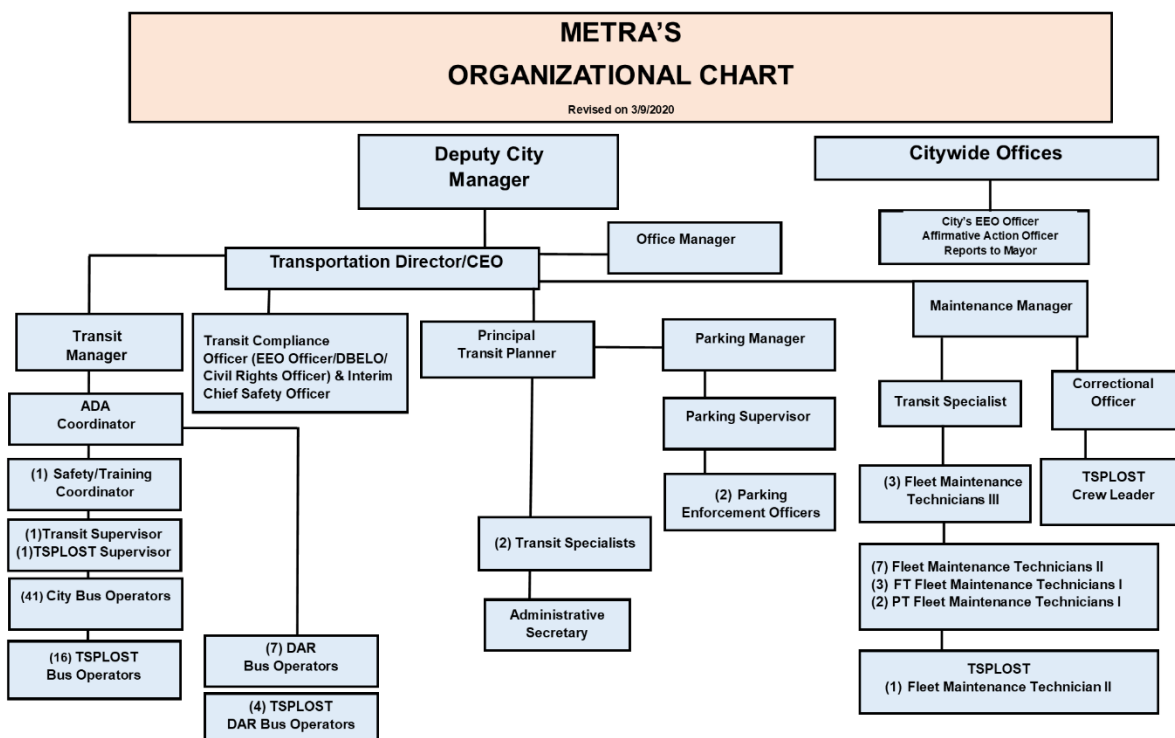 METRA’S
ORGANIZATIONAL CHART
Revised on 3/9/2020
Deputy City
Manager
Citywide Offices
City's EEO Officer
Affirmative Action Officer
Reports to Mayor
Office Manager
Transportation Director/CEO
Transit
Manager
Transit Compliance
Officer (EEO Officer/DBELO/
Civil Rights Officer) & Interim
Chief Safety Officer
Principal
Transit Planner
Parking Manager
Maintenance Manager
ADA
Coordinator
Parking Supervisor
Transit Specialist
Correctional
Officer
(1) Safety/Training
Coordinator
(2) Parking
Enforcement Officers
(3) Fleet Maintenance
Technicians III
TSPLOST
Crew Leader
(1)Transit Supervisor
(1)TSPLOST Supervisor
(2) Transit Specialists
(7) Fleet Maintenance Technicians II
(3) FT Fleet Maintenance Technicians I
(2) PT Fleet Maintenance Technicians I
(41) City Bus Operators
Administrative
Secretary
(16) TSPLOST
Bus Operators
(7) DAR
Bus Operators
TSPLOST
(1) Fleet Maintenance Technician II
(4) TSPLOST
DAR Bus Operators